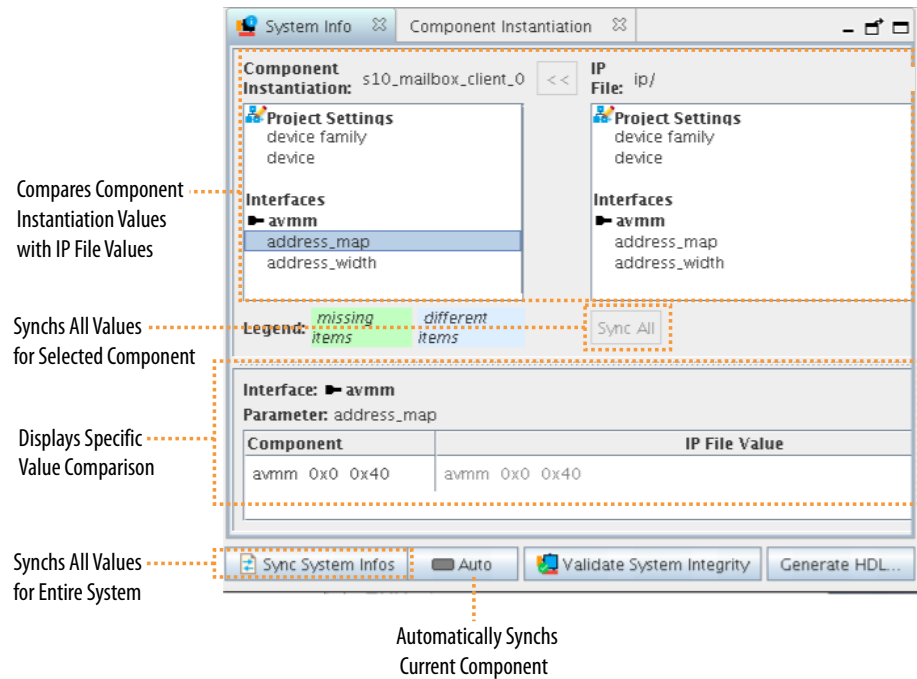 System Info
Component Instantiation
Component Instantiation: s10_mailbox_client_0
<<
IP File: ip/
Project Settings
device family
device
Interfaces
avmm
address_map
address_width
Project Settings
device family
device
Interfaces
avmm
address_map
address_width
Legend: missing items different items
Sync All
Interface: avmm
Parameter: address_map
Component IP File Value
avmm 0x0 0x40 avmm 0x0 0x40
Sync System Infos
Auto
Validate System Integrity
Generate HDL...
Compares Component
Instantiation Values
with IP File Values
Synchs All Values
for Selected Component
Displays Specific
Value Comparison
Synchs All Values
for Entire System
Automatically Synchs
Current Component